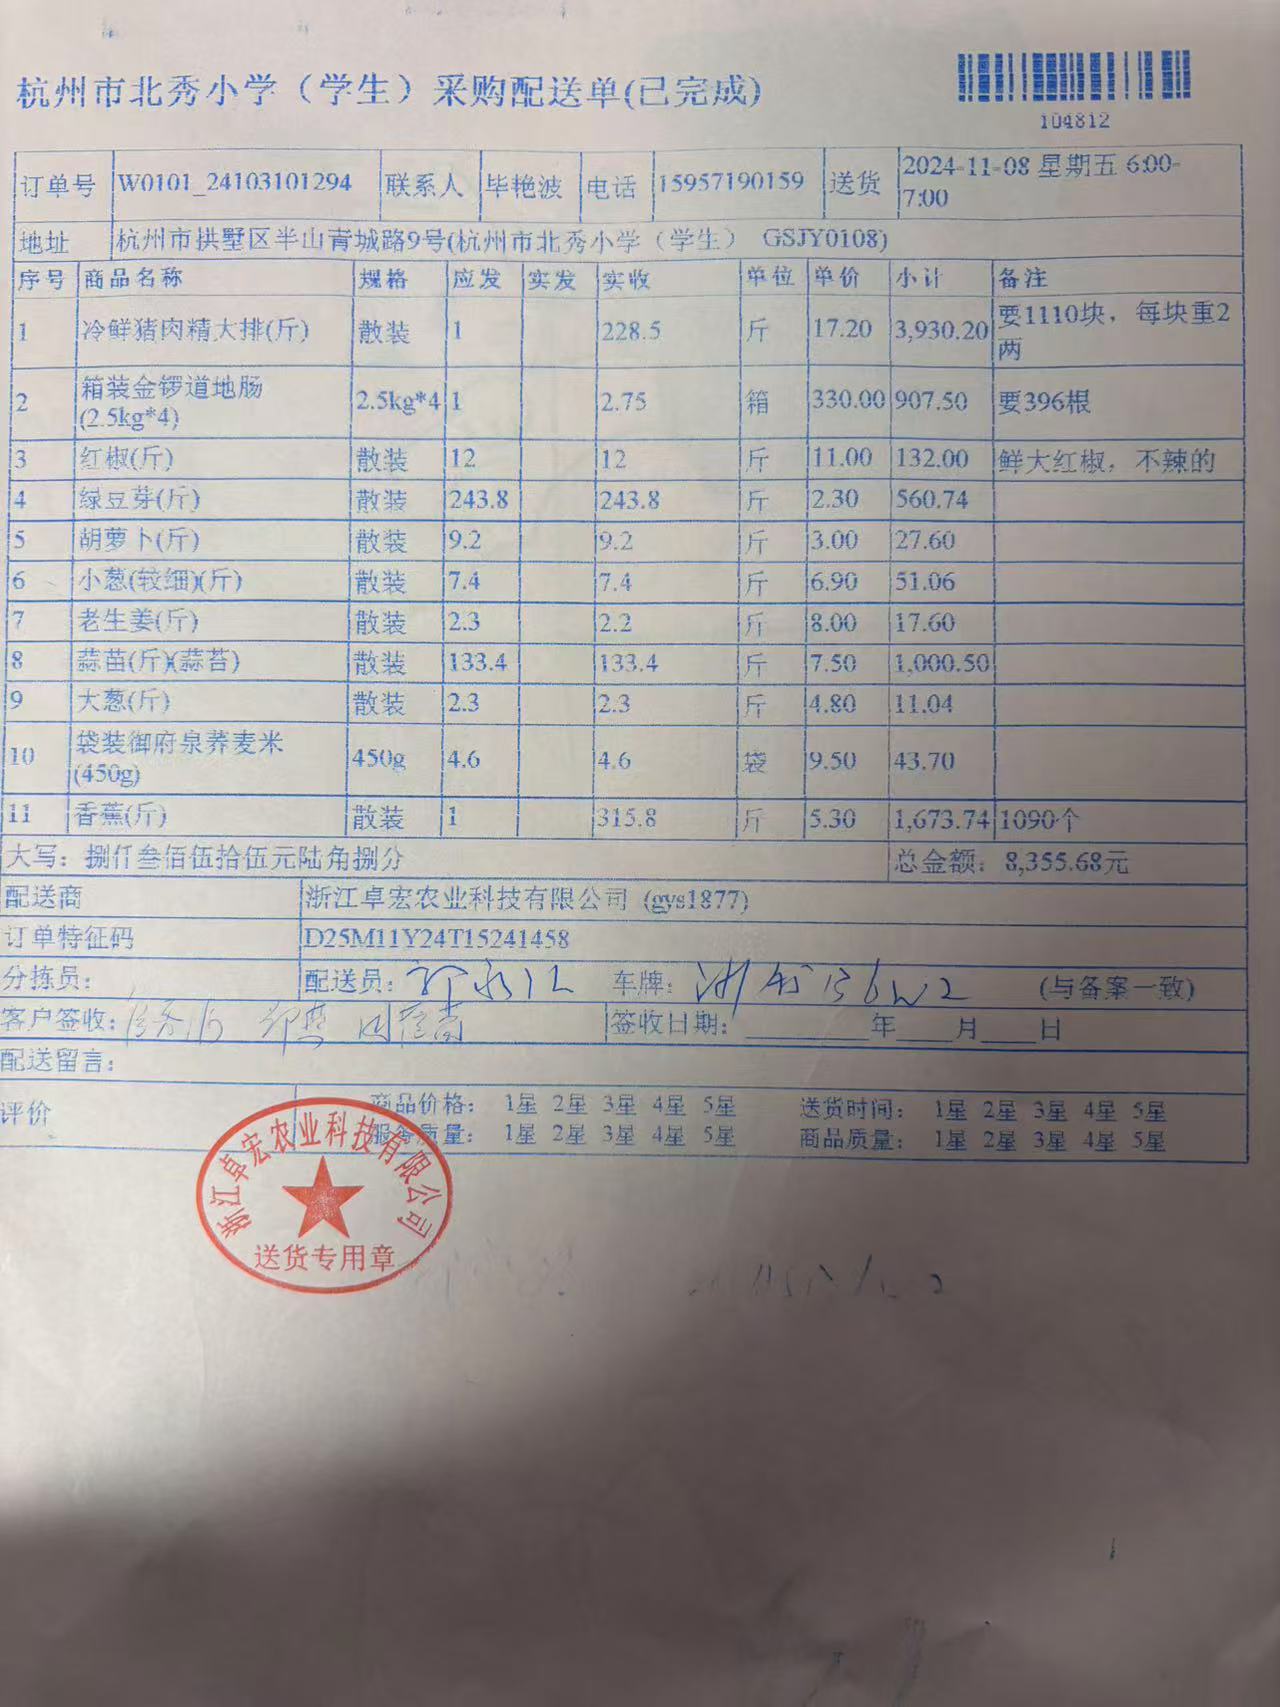 杭州市北秀小学（学生）采购配送单(已完成)
104812
订单号 W0101_24103101294 联系人 毕艳波 电话 15957190159 送货 2024-11-08 星期五 6:00-
7:00
地址 杭州市拱墅区半山青城路9号(杭州市北秀小学（学生） GSJY0108)
序号 商品名称 规格 应发 实发 实收 单位 单价 小计 备注
1 冷鲜猪肉精大排(斤) 散装 1 228.5 斤 17.20 3,930.20 要1110块，每块重2
两
2 箱装金锣道地肠
(2.5kg*4) 2.5kg*4 1 2.75 箱 330.00 907.50 要396根
3 红椒(斤) 散装 12 12 斤 11.00 132.00 鲜大红椒，不辣的
4 绿豆芽(斤) 散装 243.8 243.8 斤 2.30 560.74
5 胡萝卜(斤) 散装 9.2 9.2 斤 3.00 27.60
6 小葱(较细)(斤) 散装 7.4 7.4 斤 6.90 51.06
7 老生姜(斤) 散装 2.3 2.2 斤 8.00 17.60
8 蒜苗(斤)(蒜苔) 散装 133.4 133.4 斤 7.50 1,000.50
9 大葱(斤) 散装 2.3 2.3 斤 4.80 11.04
10 袋装御府泉荞麦米
(450g) 450g 4.6 4.6 袋 9.50 43.70
11 香蕉(斤) 散装 1 315.8 斤 5.30 1,673.74 1090个
大写：捌仟叁佰伍拾伍元陆角捌分 总金额：8,355.68元
配送商 浙江卓宏农业科技有限公司 (gys1877)
订单特征码 D25M11Y24T15241458
分拣员： 配送员： 车牌： (与备案一致)
客户签收： 签收日期：________年____月____日
配送留言：
评价 商品价格： 1星 2星 3星 4星 5星 送货时间： 1星 2星 3星 4星 5星
服务质量： 1星 2星 3星 4星 5星 商品质量： 1星 2星 3星 4星 5星
浙江卓宏农业科技有限公司
送货专用章